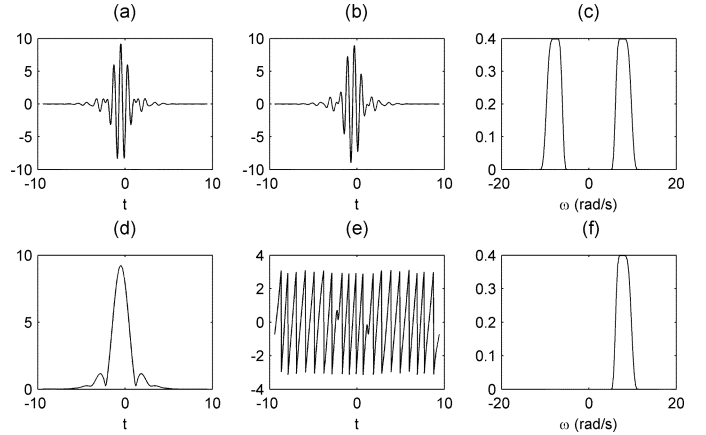 (a) (b) (c)
10 10 0.4
5 5 0.3
0 0 0.2
-5 -5 0.1
-10 -10 0
-10 0 10 -10 0 10 -20 0 20
t t ω (rad/s)
(d) (e) (f)
10 4 0.4
2 0.3
5 0 0.2
-2 0.1
0 -4 0
-10 0 10 -10 0 10 -20 0 20
t t ω (rad/s)